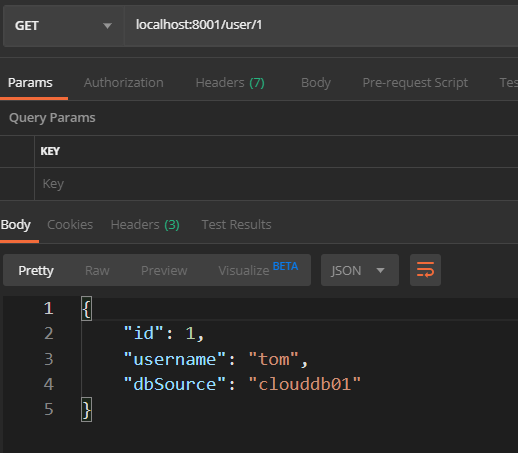 GET localhost:8001/user/1
Params Authorization Headers (7) Body Pre-request Script Tes
Query Params
KEY
Key
Body Cookies Headers (3) Test Results
Pretty Raw Preview Visualize BETA JSON
1 {
2 "id": 1,
3 "username": "tom",
4 "dbSource": "clouddb01"
5 }